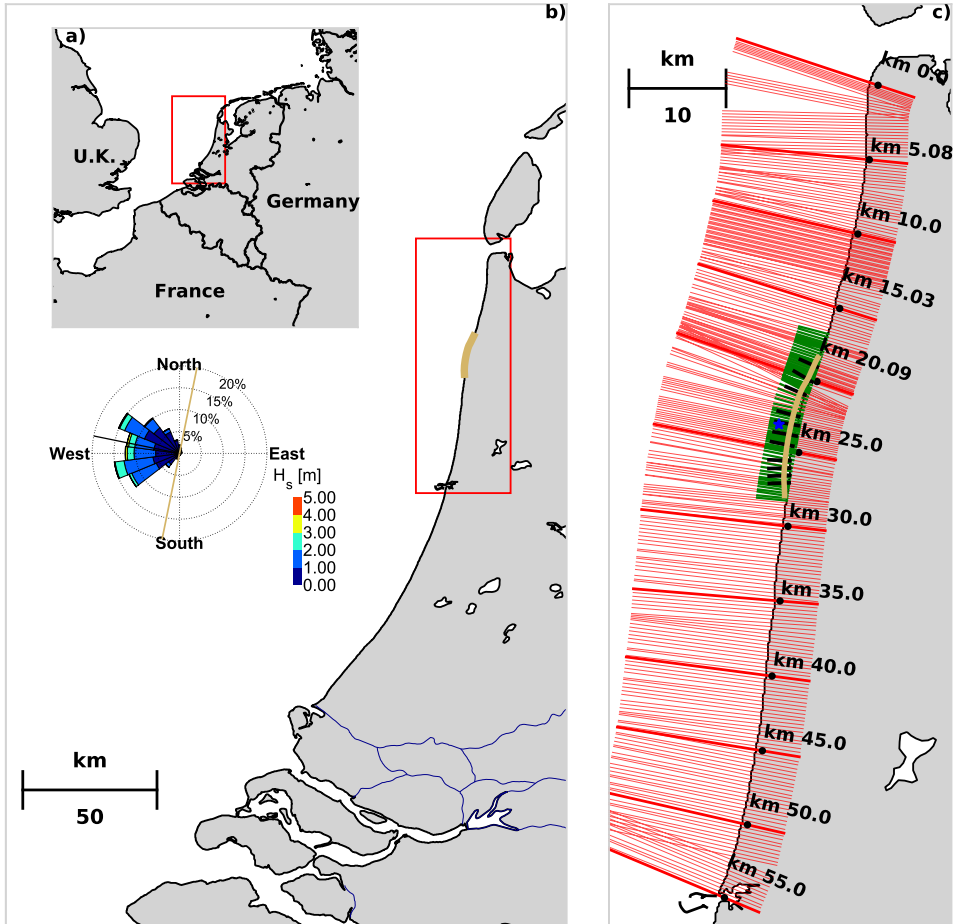 a)
U.K.
Germany
France
b)
North
20%
15%
10%
5%
West
East
South
Hs [m]
5.00
4.00
3.00
2.00
1.00
0.00
km
50
c)
km
10
km 0.0
km 5.08
km 10.0
km 15.03
km 20.09
km 25.0
km 30.0
km 35.0
km 40.0
km 45.0
km 50.0
km 55.0